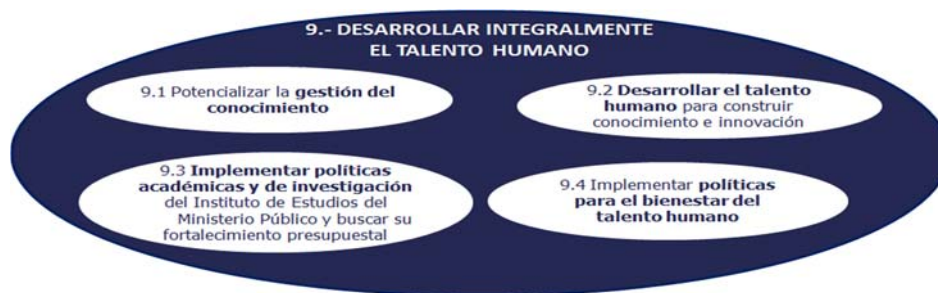 9.- DESARROLLAR INTEGRALMENTE
EL TALENTO HUMANO
9.1 Potencializar la gestión del
conocimiento
9.2 Desarrollar el talento
humano para construir
conocimiento e innovación
9.3 Implementar políticas
académicas y de investigación
del Instituto de Estudios del
Ministerio Público y buscar su
fortalecimiento presupuestal
9.4 Implementar políticas
para el bienestar del
talento humano